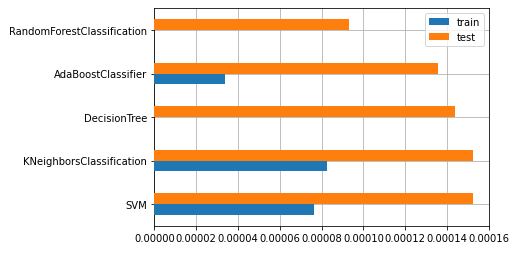 train
test
RandomForestClassification
AdaBoostClassifier
DecisionTree
KNeighborsClassification
SVM
0.00000 0.00002 0.00004 0.00006 0.00008 0.00010 0.00012 0.00014 0.00016